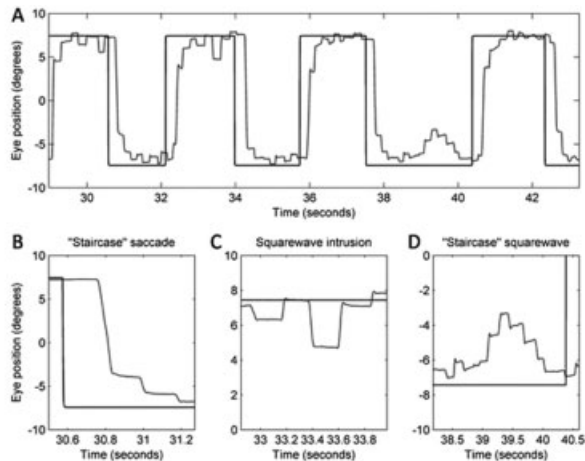 A
Eye position (degrees)
10
5
0
-5
-10
30 32 34 36 38 40 42
Time (seconds)
B "Staircase" saccade
C Squarewave intrusion
D "Staircase" squarewave
Eye position (degrees)
10
5
0
-5
-10
30.6 30.8 31 31.2
Time (seconds)
10
8
6
4
2
0
33 33.2 33.4 33.6 33.8
Time (seconds)
0
-2
-4
-6
-8
-10
38.5 39 39.5 40 40.5
Time (seconds)